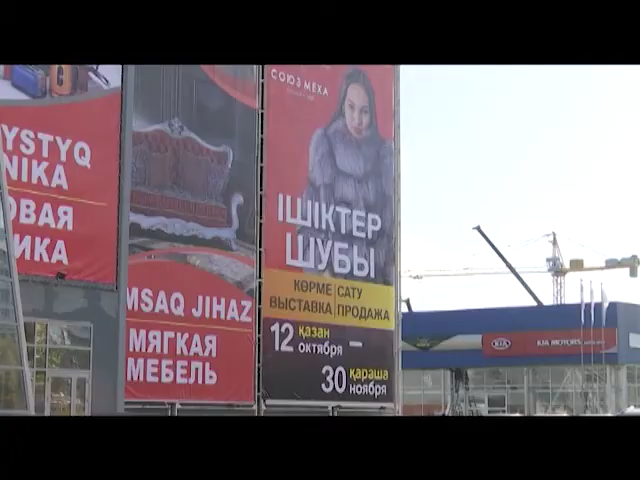 YSTYQ
NIKA
ОВАЯ
ИКА
MSAQ JIHAZ
МЯГКАЯ
МЕБЕЛЬ
СОЮЗ МЕХА
ІШІКТЕР
ШУБЫ
КӨРМЕ САТУ
ВЫСТАВКА ПРОДАЖА
12 қазан
октября –
30 қараша
ноября
KIA KIA MOTORS